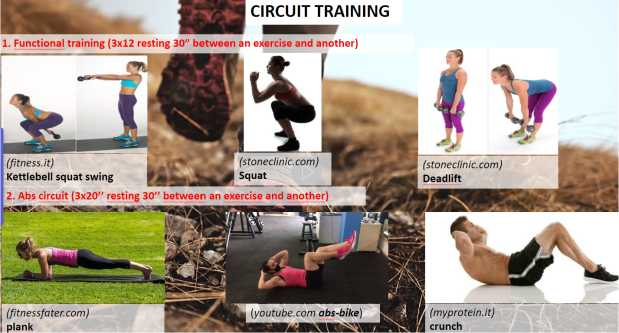 CIRCUIT TRAINING
1. Functional training (3x12 resting 30” between an exercise and another)
(fitness.it)
Kettlebell squat swing
(stoneclinic.com)
Squat
(stoneclinic.com)
Deadlift
2. Abs circuit (3x20’’ resting 30’’ between an exercise and another)
(fitnessfater.com)
plank
(youtube.com abs-bike)
(myprotein.it)
crunch